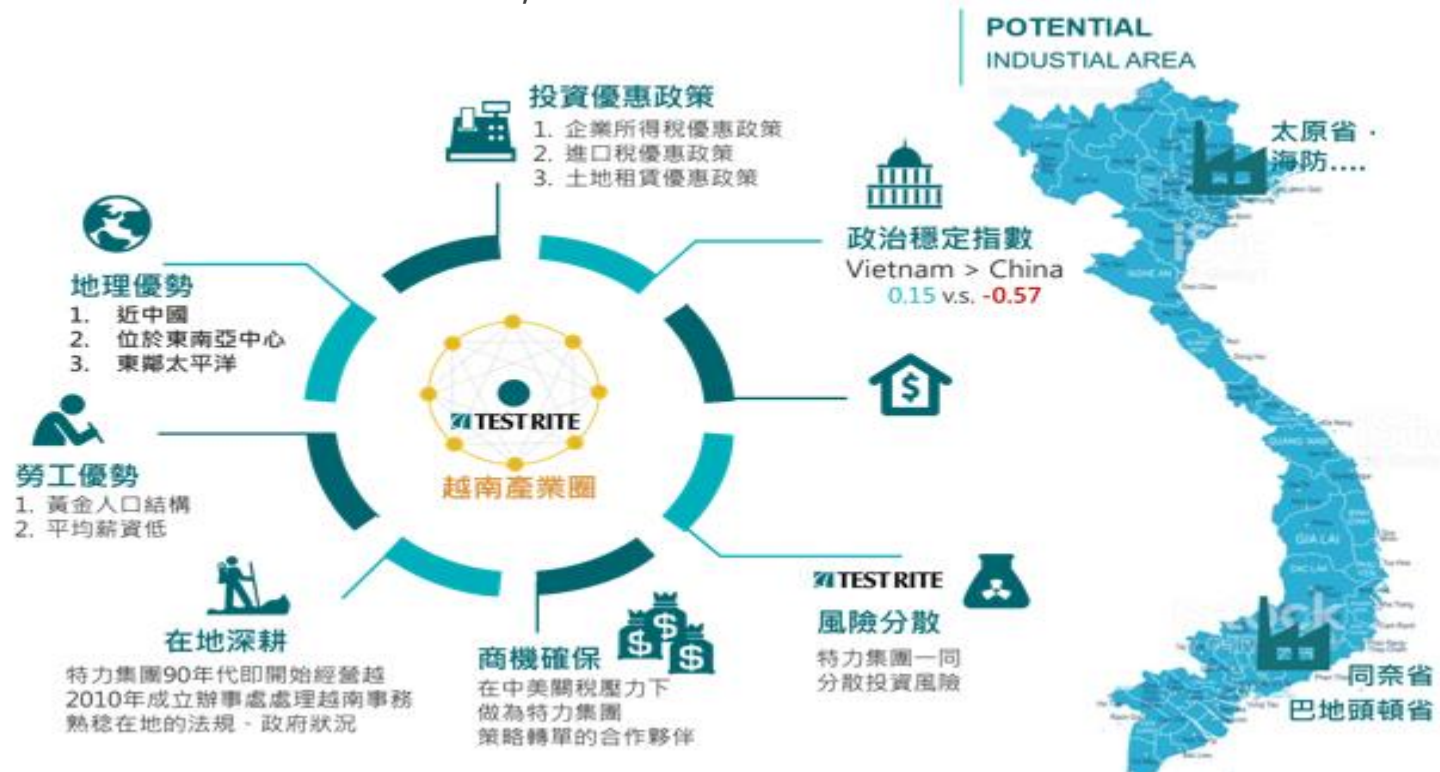 POTENTIAL
INDUSTIAL AREA
投資優惠政策
1. 企業所得稅優惠政策
2. 進口稅優惠政策
3. 土地租賃優惠政策
太原省・
海防....
政治穩定指數
Vietnam > China
0.15 v.s. -0.57
地理優勢
1. 近中國
2. 位於東南亞中心
3. 東鄰太平洋
$
TEST RITE
越南產業圈
勞工優勢
1. 黃金人口結構
2. 平均薪資低
在地深耕
特力集團90年代即開始經營越
2010年成立辦事處處理越南事務
熟稔在地的法規、政府狀況
商機確保
$ $ $
在中美關稅壓力下
做為特力集團
策略轉單的合作夥伴
TEST RITE
風險分散
特力集團一同
分散投資風險
NGHE AN
QUANG NAM
GIA LAI
DAC LAK
同奈省
巴地頭頓省